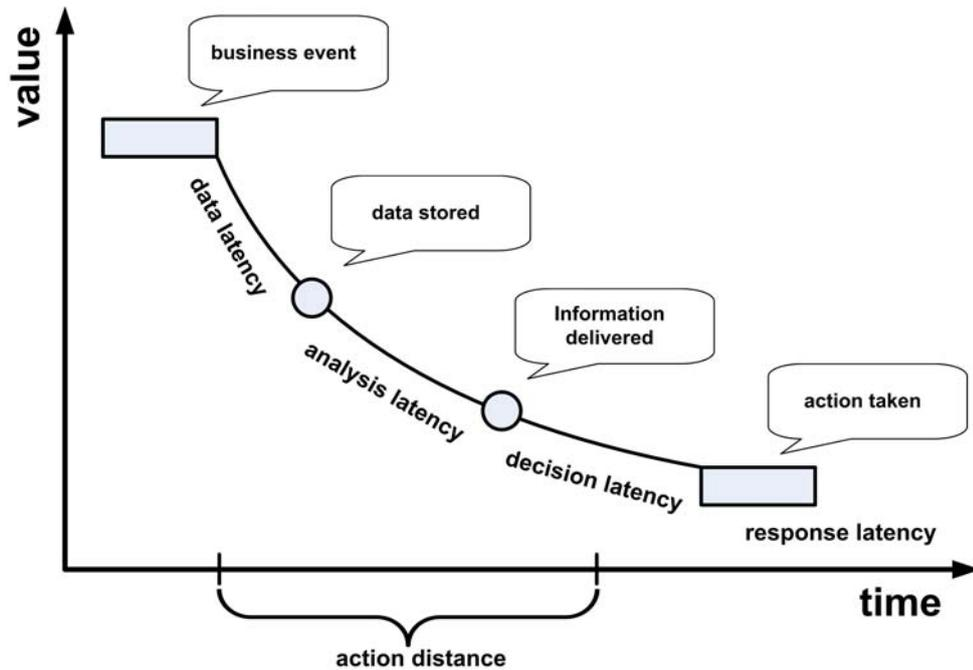 value
business event
data latency
data stored
analysis latency
Information
delivered
decision latency
action taken
response latency
time
action distance